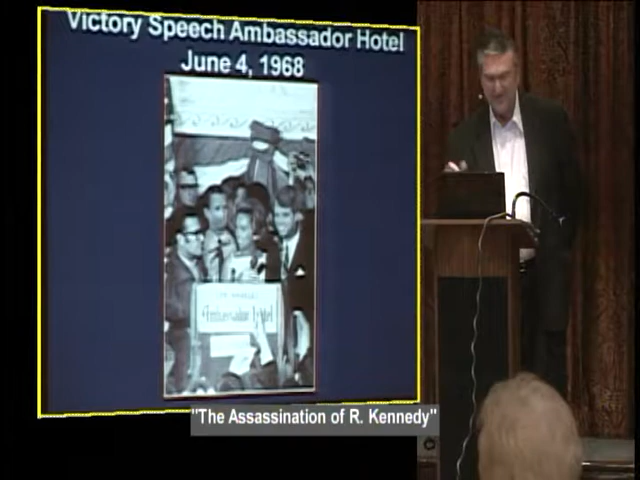 Victory Speech Ambassador Hotel
June 4, 1968
Ambassador Hotel
"The Assassination of R. Kennedy"